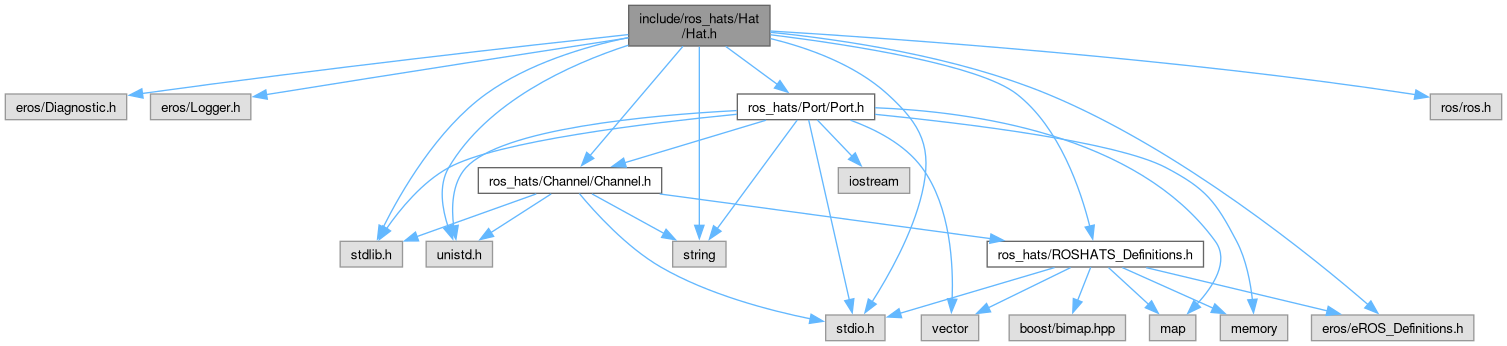 include/ros_hats/Hat
/Hat.h
eros/Diagnostic.h
eros/Logger.h
ros_hats/Port/Port.h
ros/ros.h
ros_hats/Channel/Channel.h
iostream
stdlib.h
unistd.h
string
ros_hats/ROSHATS_Definitions.h
stdio.h
vector
boost/bimap.hpp
map
memory
eros/eROS_Definitions.h